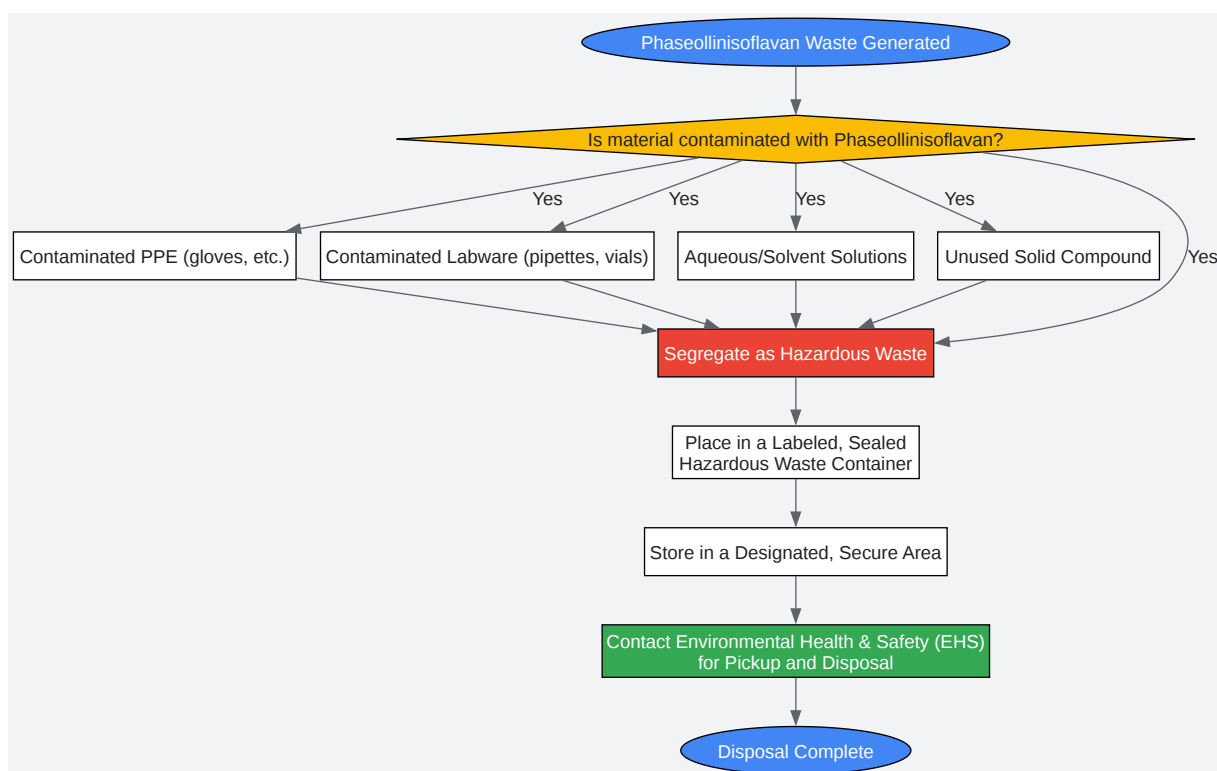 Phaseollinisoflavan Waste Generated
Is material contaminated with Phaseollinisoflavan?
Yes
Yes
Yes
Yes
Contaminated PPE (gloves, etc.)
Contaminated Labware (pipettes, vials)
Aqueous/Solvent Solutions
Unused Solid Compound
Yes
Segregate as Hazardous Waste
Place in a Labeled, Sealed
Hazardous Waste Container
Store in a Designated, Secure Area
Contact Environmental Health & Safety (EHS)
for Pickup and Disposal
Disposal Complete